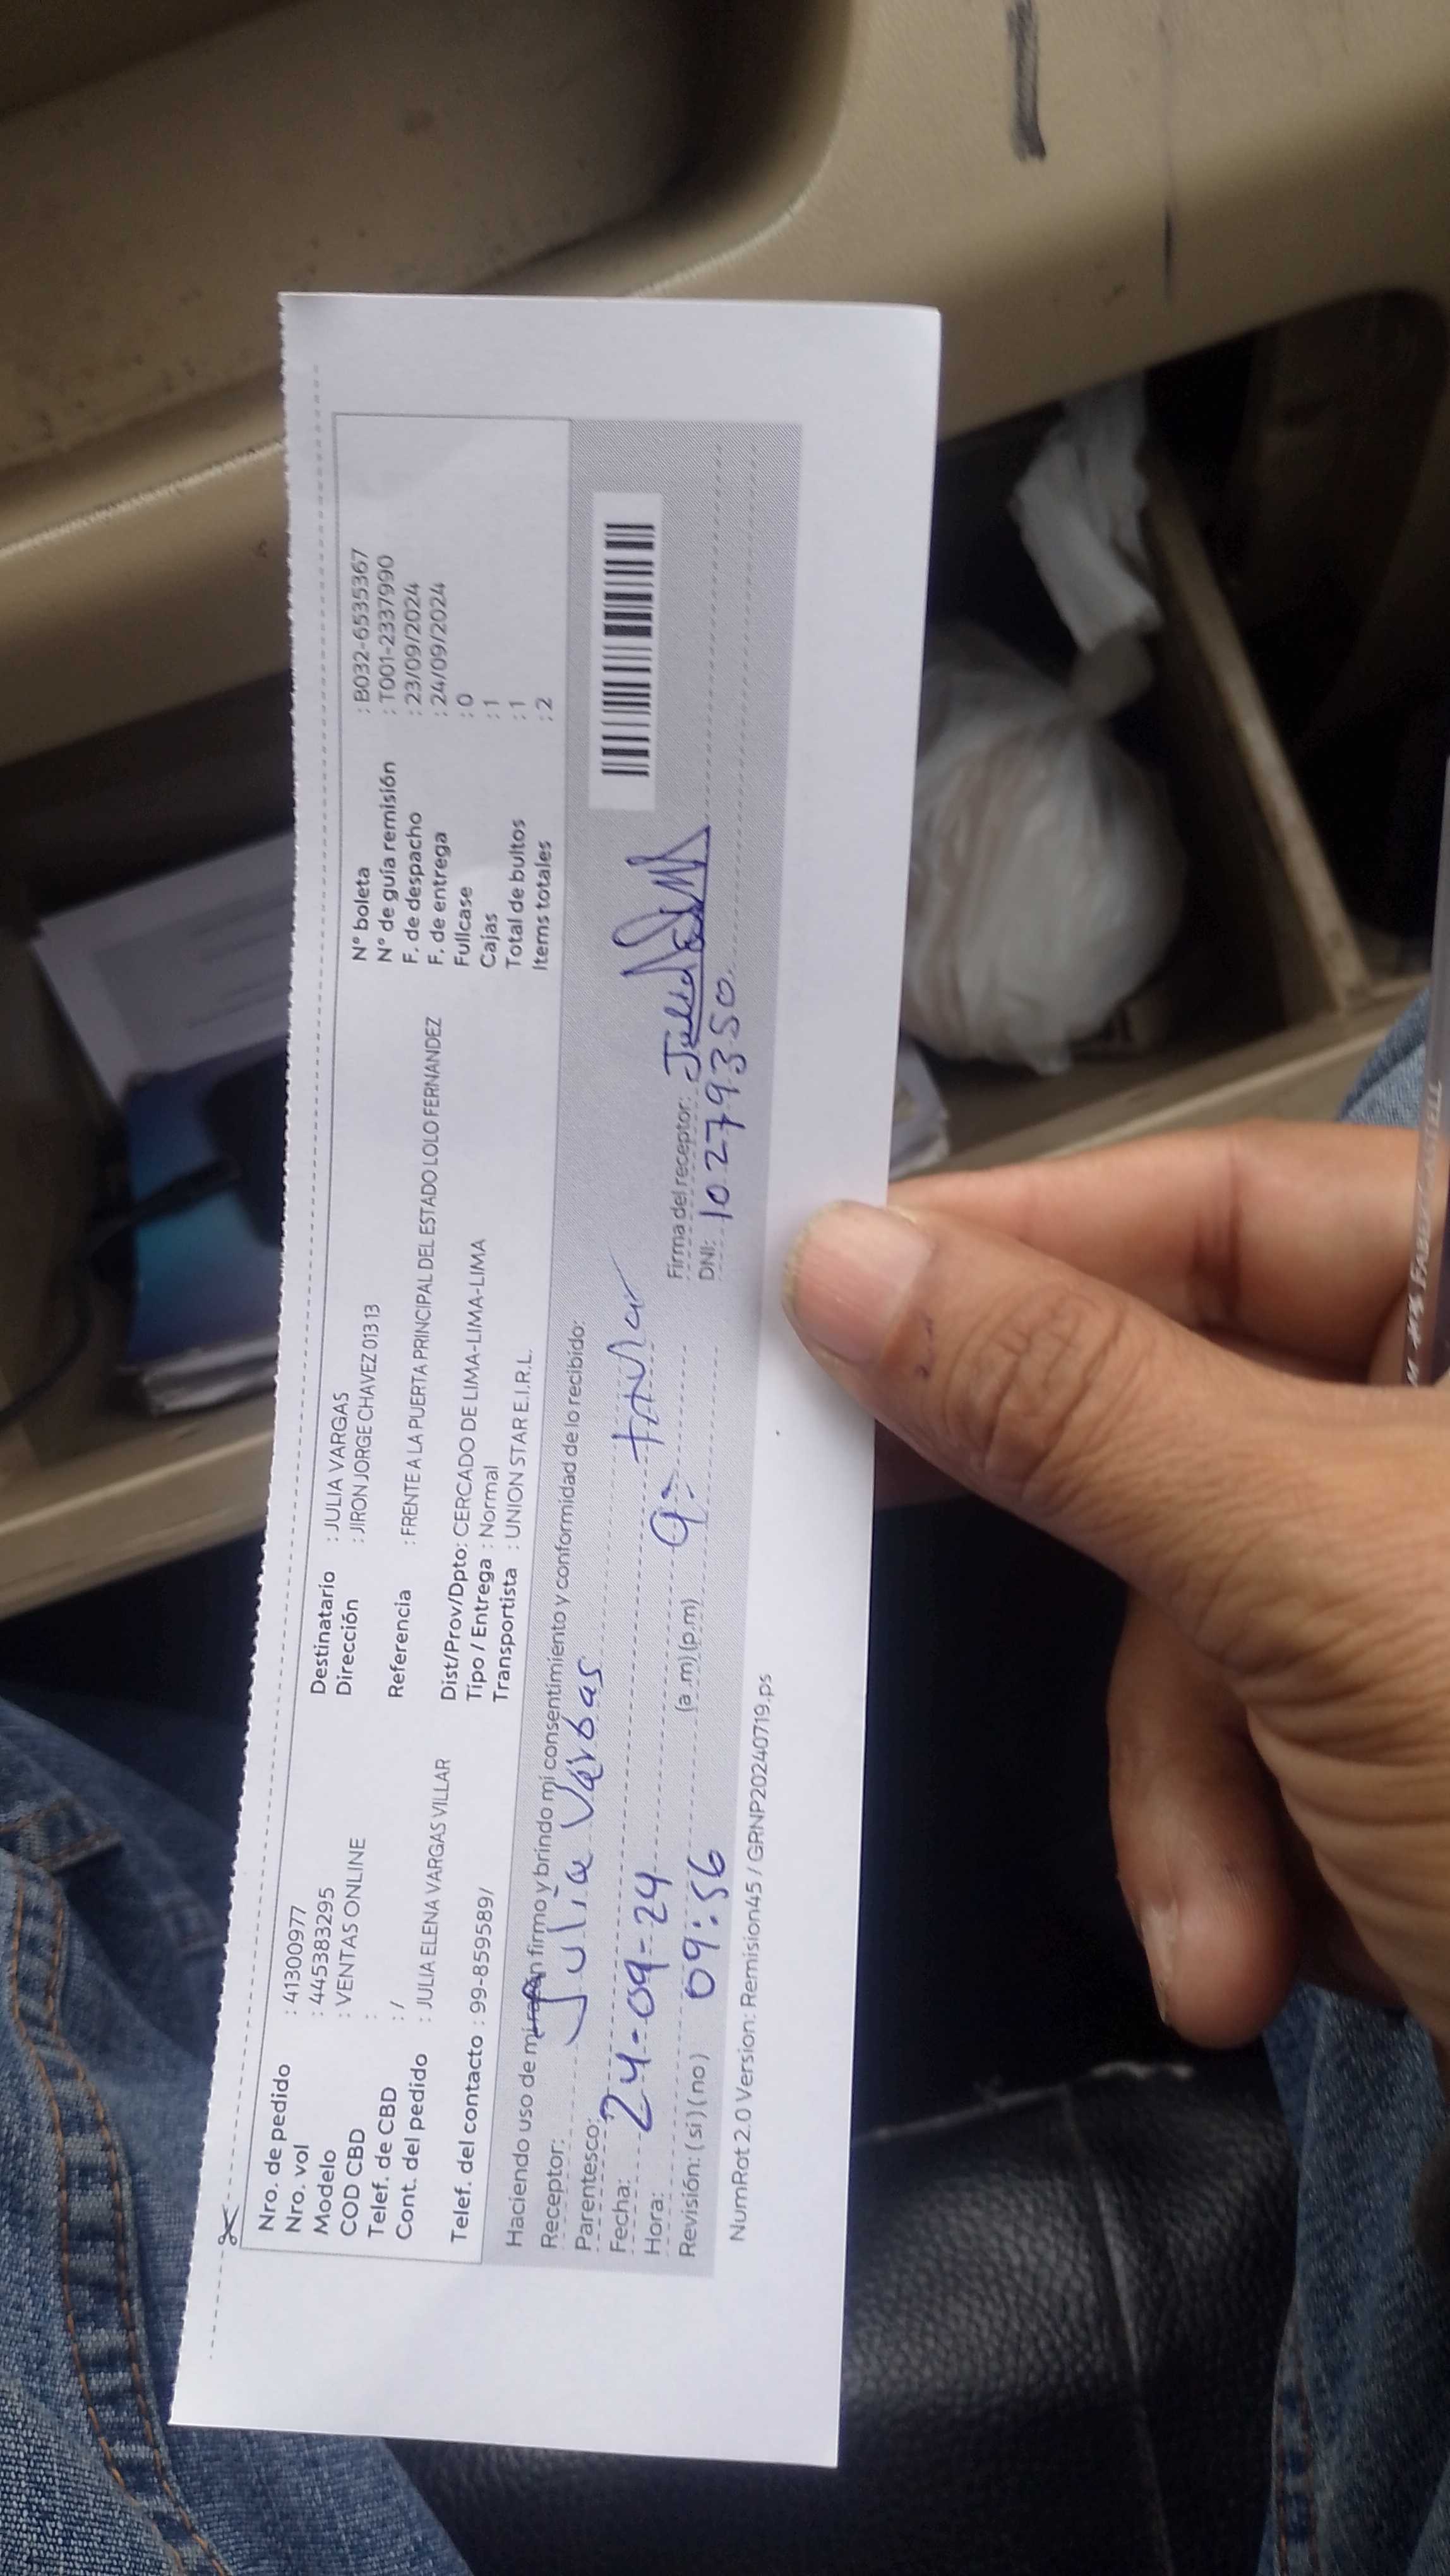 Nro. de pedido : 41300977
Nro. vol : 445383295
Modelo : VENTAS ONLINE
COD CBD :
Telef. de CBD : /
Cont. del pedido : JULIA ELENA VARGAS VILLAR
Telef. del contacto : 99-859589/
Destinatario : JULIA VARGAS
Dirección : JIRON JORGE CHAVEZ 013 13
Referencia : FRENTE A LA PUERTA PRINCIPAL DEL ESTADO LOLO FERNANDEZ
Dist/Prov/Dpto: CERCADO DE LIMA-LIMA-LIMA
Tipo / Entrega : Normal
Transportista : UNION STAR E.I.R.L.
N° boleta : B032-6535367
N° de guía remisión : T001-2337990
F. de despacho : 23/09/2024
F. de entrega : 24/09/2024
Fullcase : 0
Cajas : 1
Total de bultos : 1
Items totales : 2
Haciendo uso de mi firmo y brindo mi consentimiento y conformidad de lo recibido:
Receptor: Julia Vargas
Parentesco:
Fecha: 24-09-24
Hora: 09:56 (a.m)(p.m)
Revisión: (si)(no)
Firma del receptor: Julia
DNI: 10279350
NumRot 2.0 Version: Remision45 / GRNP20240719.ps